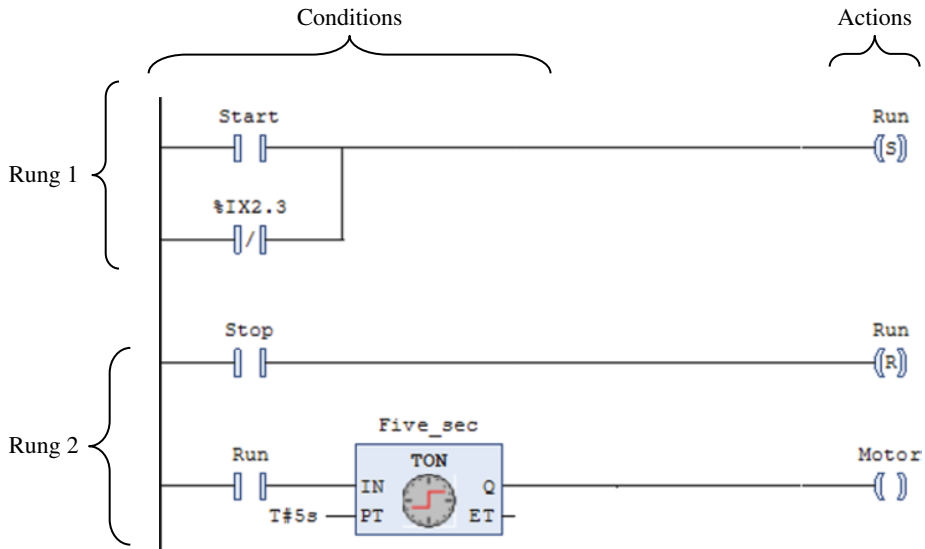 Conditions
Actions
Rung 1
Start
Run
S
%IX2.3
/
Rung 2
Stop
Run
R
Five_sec
Run
TON
Motor
IN
Q
T#5s
PT
ET